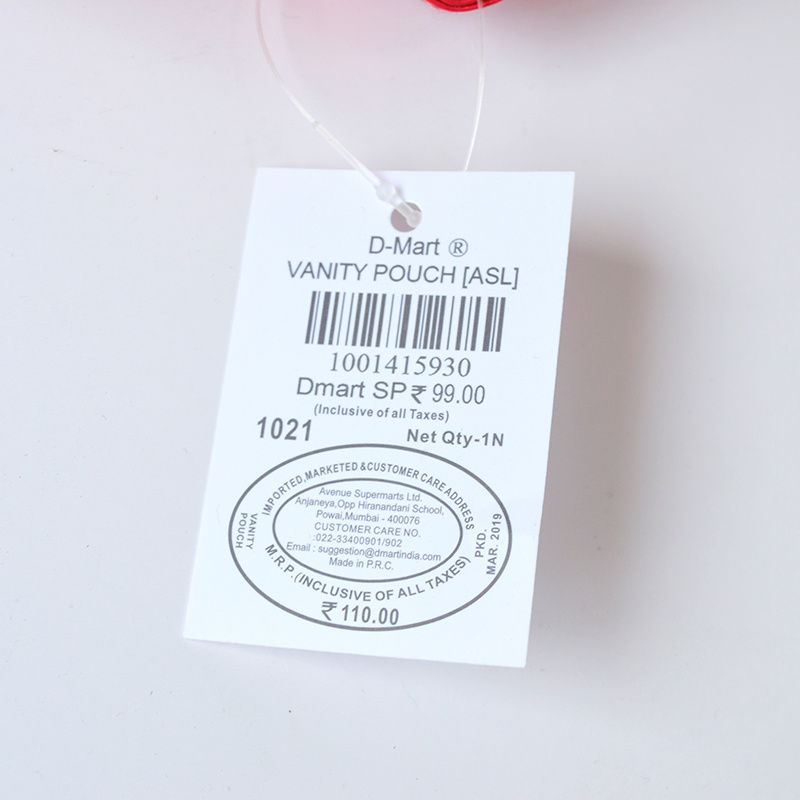 D-Mart ®
VANITY POUCH [ASL]
1001415930
Dmart SP ₹ 99.00
(Inclusive of all Taxes)
1021
Net Qty-1N
IMPORTED,MARKETED &CUSTOMER CARE ADDRESS
Avenue Supermarts Ltd.
Anjaneya,Opp Hiranandani School,
Powai,Mumbai - 400076
CUSTOMER CARE NO.
:022-33400901/902
Email : suggestion@dmartindia.com
Made in P.R.C.
VANITY
POUCH
PKD.
MAR. 2019
M.R.P.(INCLUSIVE OF ALL TAXES)
₹ 110.00